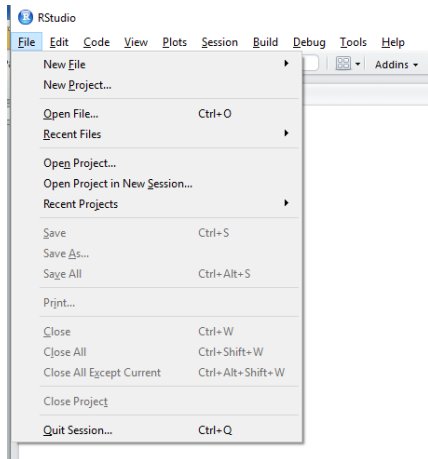 RStudio
File Edit Code View Plots Session Build Debug Tools Help
Addins
New File
New Project...
Open File... Ctrl+O
Recent Files
Open Project...
Open Project in New Session...
Recent Projects
Save Ctrl+S
Save As...
Save All Ctrl+Alt+S
Print...
Close Ctrl+W
Close All Ctrl+Shift+W
Close All Except Current Ctrl+Alt+Shift+W
Close Project
Quit Session... Ctrl+Q